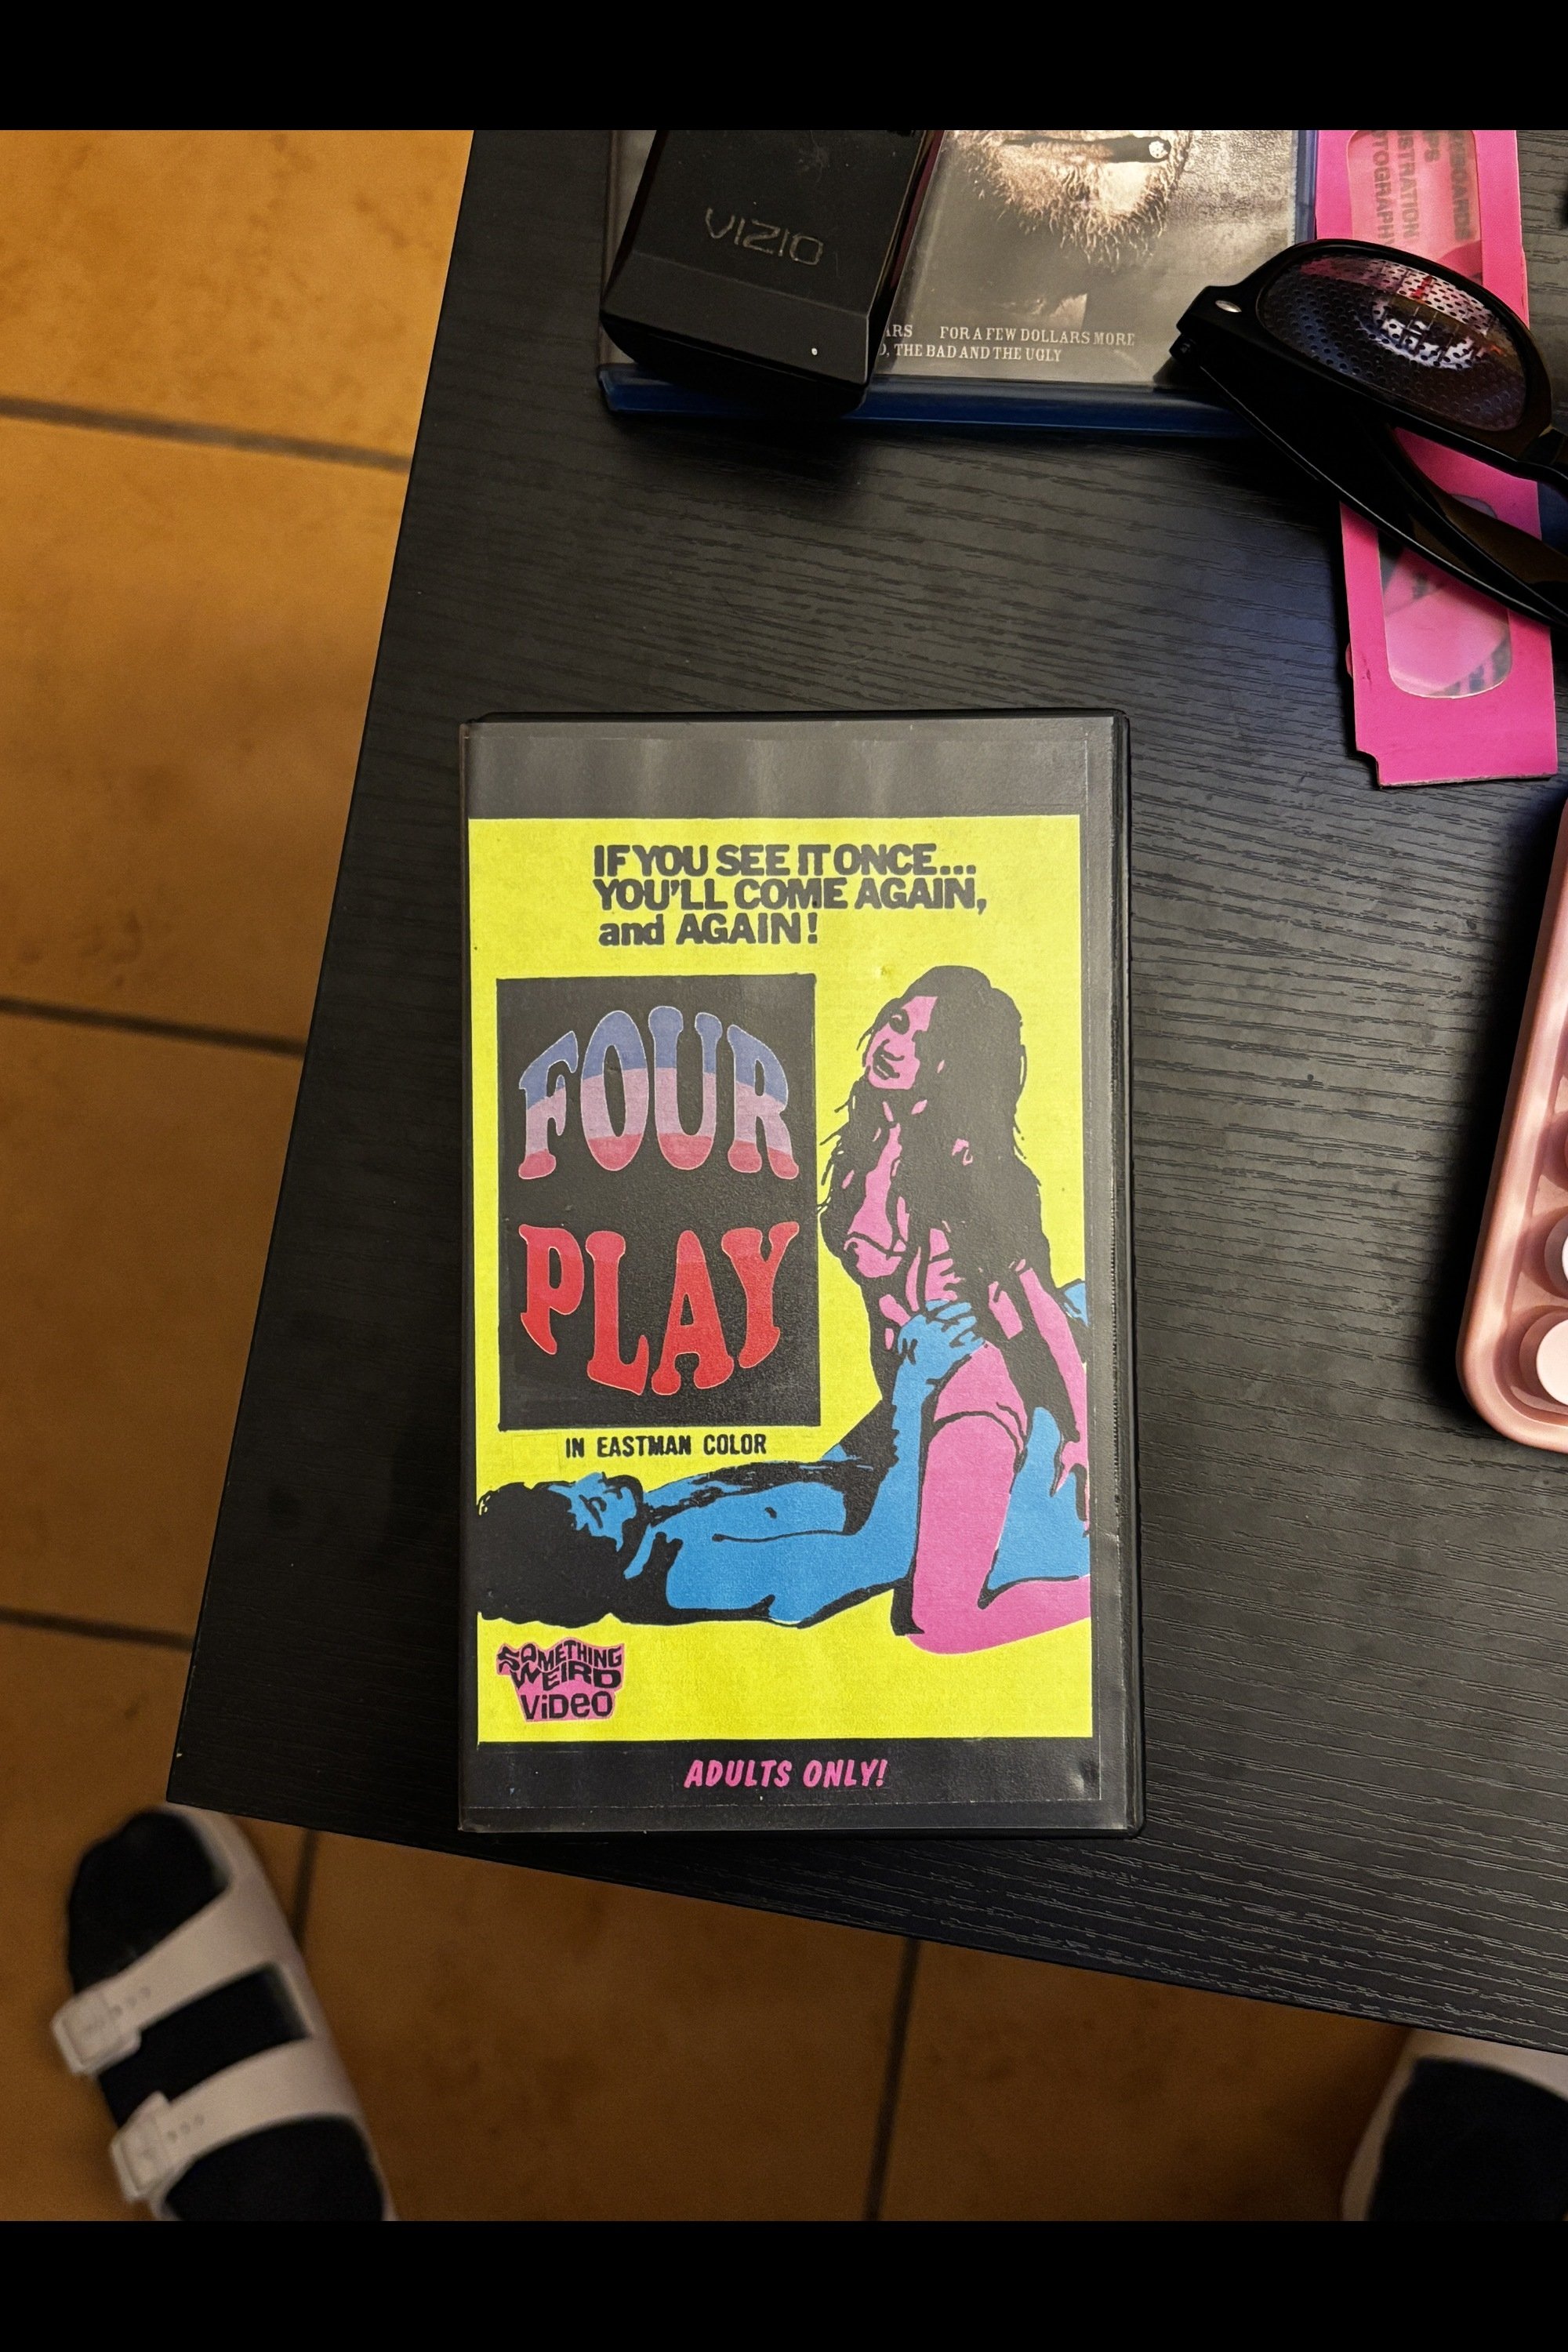 VIZIO
FOR A FEW DOLLARS MORE
THE BAD AND THE UGLY
IF YOU SEE IT ONCE...
YOU'LL COME AGAIN,
and AGAIN!
FOUR
PLAY
IN EASTMAN COLOR
SOMETHING
WEIRD
VIDEO
ADULTS ONLY!